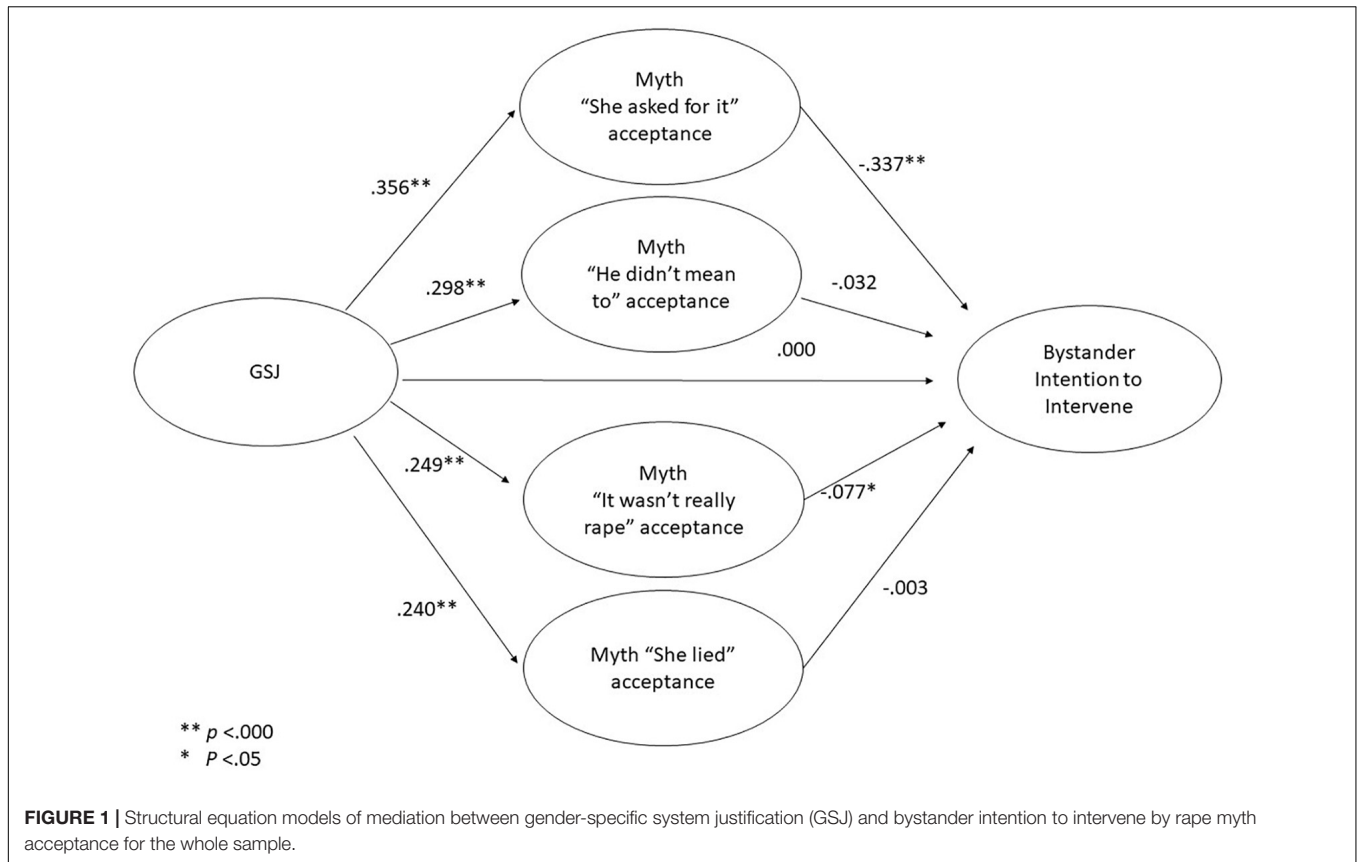 Myth
“She asked for it”
acceptance
.356**
-.337**
Myth
“He didn’t mean
to” acceptance
.298**
-.032
.000
GSJ
Bystander
Intention to
Intervene
.249**
Myth
“It wasn’t really
rape” acceptance
-.077*
.240**
Myth “She lied”
acceptance
-.003
** p <.000
* P <.05
FIGURE 1 | Structural equation models of mediation between gender-specific system justification (GSJ) and bystander intention to intervene by rape myth
acceptance for the whole sample.